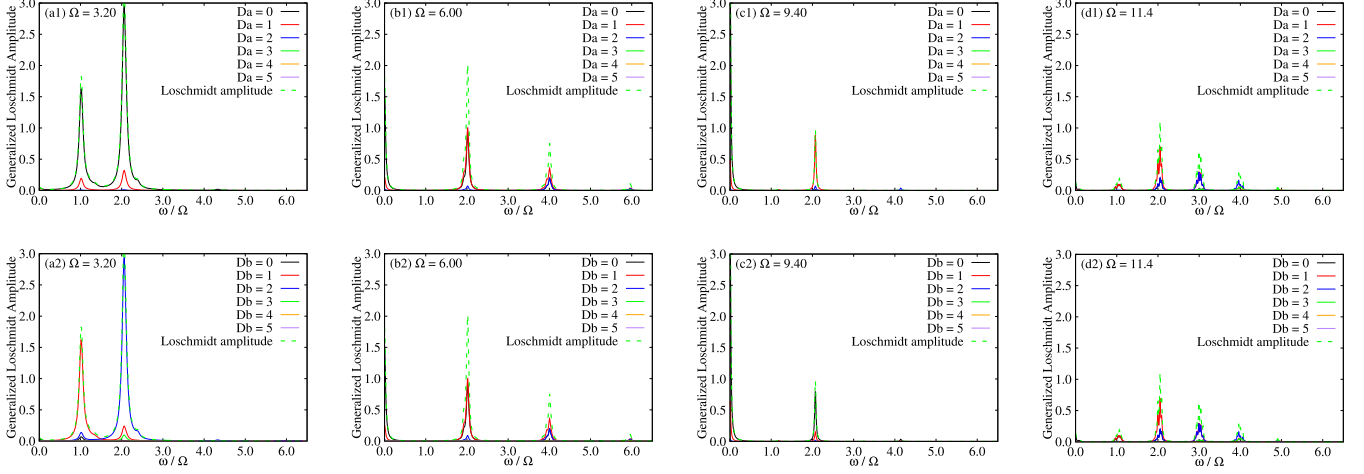 (a1) Ω = 3.20
Generalized Loschmidt Amplitude
3.0
2.5
2.0
1.5
1.0
0.5
0.0
Da = 0
Da = 1
Da = 2
Da = 3
Da = 4
Da = 5
Loschmidt amplitude
0.0 1.0 2.0 3.0 4.0 5.0 6.0
ω / Ω
(b1) Ω = 6.00
Generalized Loschmidt Amplitude
3.0
2.5
2.0
1.5
1.0
0.5
0.0
Da = 0
Da = 1
Da = 2
Da = 3
Da = 4
Da = 5
Loschmidt amplitude
0.0 1.0 2.0 3.0 4.0 5.0 6.0
ω / Ω
(c1) Ω = 9.40
Generalized Loschmidt Amplitude
3.0
2.5
2.0
1.5
1.0
0.5
0.0
Da = 0
Da = 1
Da = 2
Da = 3
Da = 4
Da = 5
Loschmidt amplitude
0.0 1.0 2.0 3.0 4.0 5.0 6.0
ω / Ω
(d1) Ω = 11.4
Generalized Loschmidt Amplitude
3.0
2.5
2.0
1.5
1.0
0.5
0.0
Da = 0
Da = 1
Da = 2
Da = 3
Da = 4
Da = 5
Loschmidt amplitude
0.0 1.0 2.0 3.0 4.0 5.0 6.0
ω / Ω
(a2) Ω = 3.20
Generalized Loschmidt Amplitude
3.0
2.5
2.0
1.5
1.0
0.5
0.0
Db = 0
Db = 1
Db = 2
Db = 3
Db = 4
Db = 5
Loschmidt amplitude
0.0 1.0 2.0 3.0 4.0 5.0 6.0
ω / Ω
(b2) Ω = 6.00
Generalized Loschmidt Amplitude
3.0
2.5
2.0
1.5
1.0
0.5
0.0
Db = 0
Db = 1
Db = 2
Db = 3
Db = 4
Db = 5
Loschmidt amplitude
0.0 1.0 2.0 3.0 4.0 5.0 6.0
ω / Ω
(c2) Ω = 9.40
Generalized Loschmidt Amplitude
3.0
2.5
2.0
1.5
1.0
0.5
0.0
Db = 0
Db = 1
Db = 2
Db = 3
Db = 4
Db = 5
Loschmidt amplitude
0.0 1.0 2.0 3.0 4.0 5.0 6.0
ω / Ω
(d2) Ω = 11.4
Generalized Loschmidt Amplitude
3.0
2.5
2.0
1.5
1.0
0.5
0.0
Db = 0
Db = 1
Db = 2
Db = 3
Db = 4
Db = 5
Loschmidt amplitude
0.0 1.0 2.0 3.0 4.0 5.0 6.0
ω / Ω